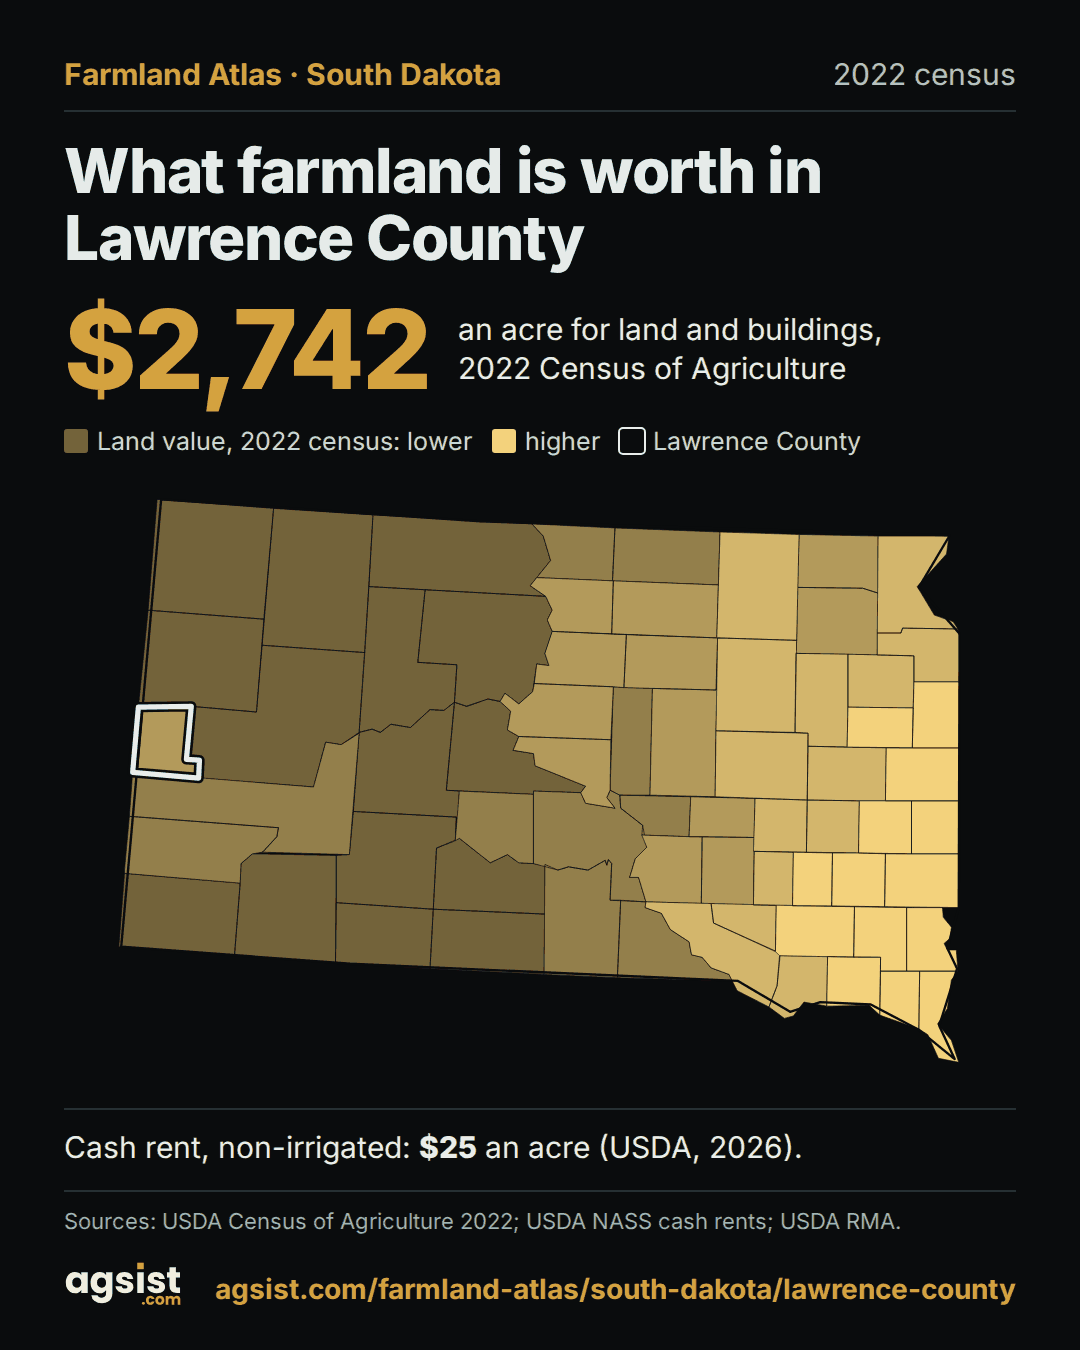 Farmland Atlas · South Dakota
2022 census
What farmland is worth in
Lawrence County
$2,742
an acre for land and buildings,
2022 Census of Agriculture
Land value, 2022 census: lower higher Lawrence County
Cash rent, non-irrigated: $25 an acre (USDA, 2026).
Sources: USDA Census of Agriculture 2022; USDA NASS cash rents; USDA RMA.
agsist
.com
agsist.com/farmland-atlas/south-dakota/lawrence-county